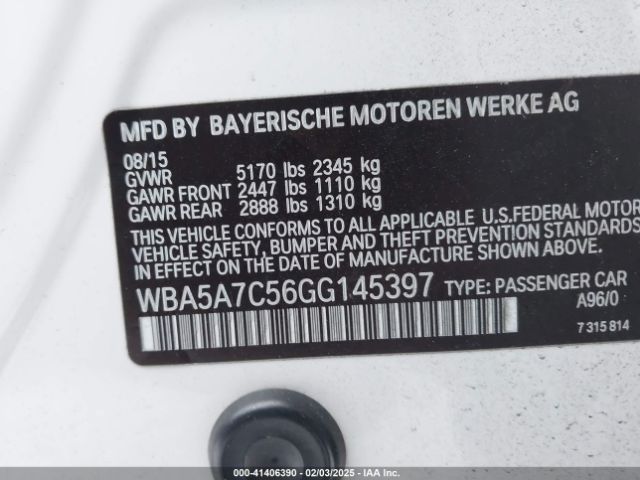 MFD BY BAYERISCHE MOTOREN WERKE AG
08/15
GVWR 5170 lbs 2345 kg
GAWR FRONT 2447 lbs 1110 kg
GAWR REAR 2888 lbs 1310 kg
THIS VEHICLE CONFORMS TO ALL APPLICABLE U.S.FEDERAL MOTOR
VEHICLE SAFETY, BUMPER AND THEFT PREVENTION STANDARDS
IN EFFECT ON THE DATE OF MANUFACTURE SHOWN ABOVE.
WBA5A7C56GG145397 TYPE: PASSENGER CAR
A96/0
7 315 814
000-41406390 - 02/03/2025 - IAAI.COM